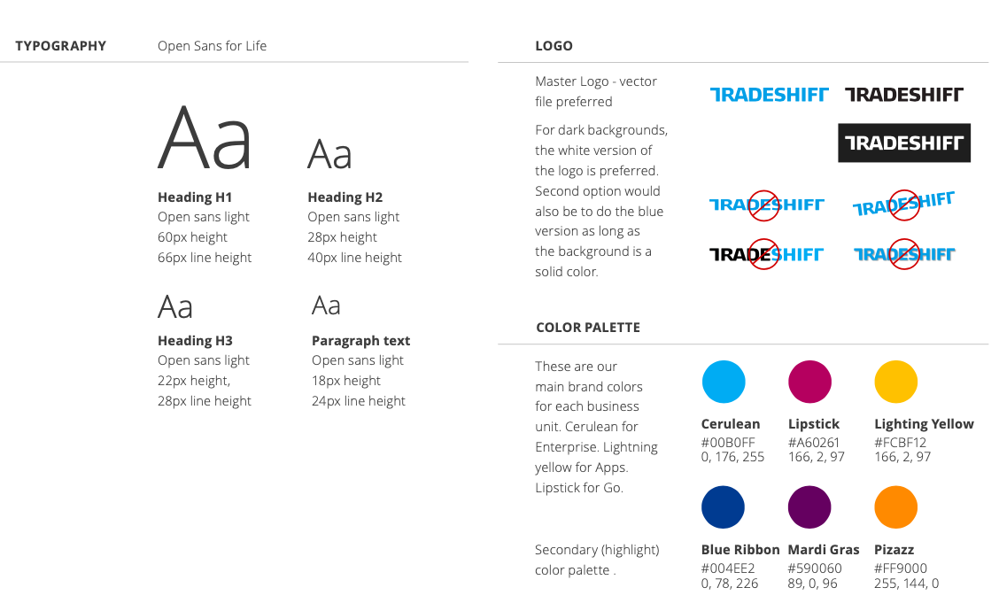 TYPOGRAPHY
Open Sans for Life
Aa
Aa
Heading H1
Open sans light
60px height
66px line height
Heading H2
Open sans light
28px height
40px line height
Aa
Aa
Heading H3
Open sans light
22px height,
28px line height
Paragraph text
Open sans light
18px height
24px line height
LOGO
Master Logo - vector
file preferred
For dark backgrounds,
the white version of
the logo is preferred.
Second option would
also be to do the blue
version as long as
the background is a
solid color.
TRADESHIFT
TRADESHIFT
TRADESHIFT
TRADESHIFT
TRADESHIFT
TRADESHIFT
TRADESHIFT
COLOR PALETTE
These are our
main brand colors
for each business
unit. Cerulean for
Enterprise. Lightning
yellow for Apps.
Lipstick for Go.
Cerulean
#00B0FF
0, 176, 255
Lipstick
#A60261
166, 2, 97
Lighting Yellow
#FCBF12
166, 2, 97
Secondary (highlight)
color palette .
Blue Ribbon
#004EE2
0, 78, 226
Mardi Gras
#590060
89, 0, 96
Pizazz
#FF9000
255, 144, 0